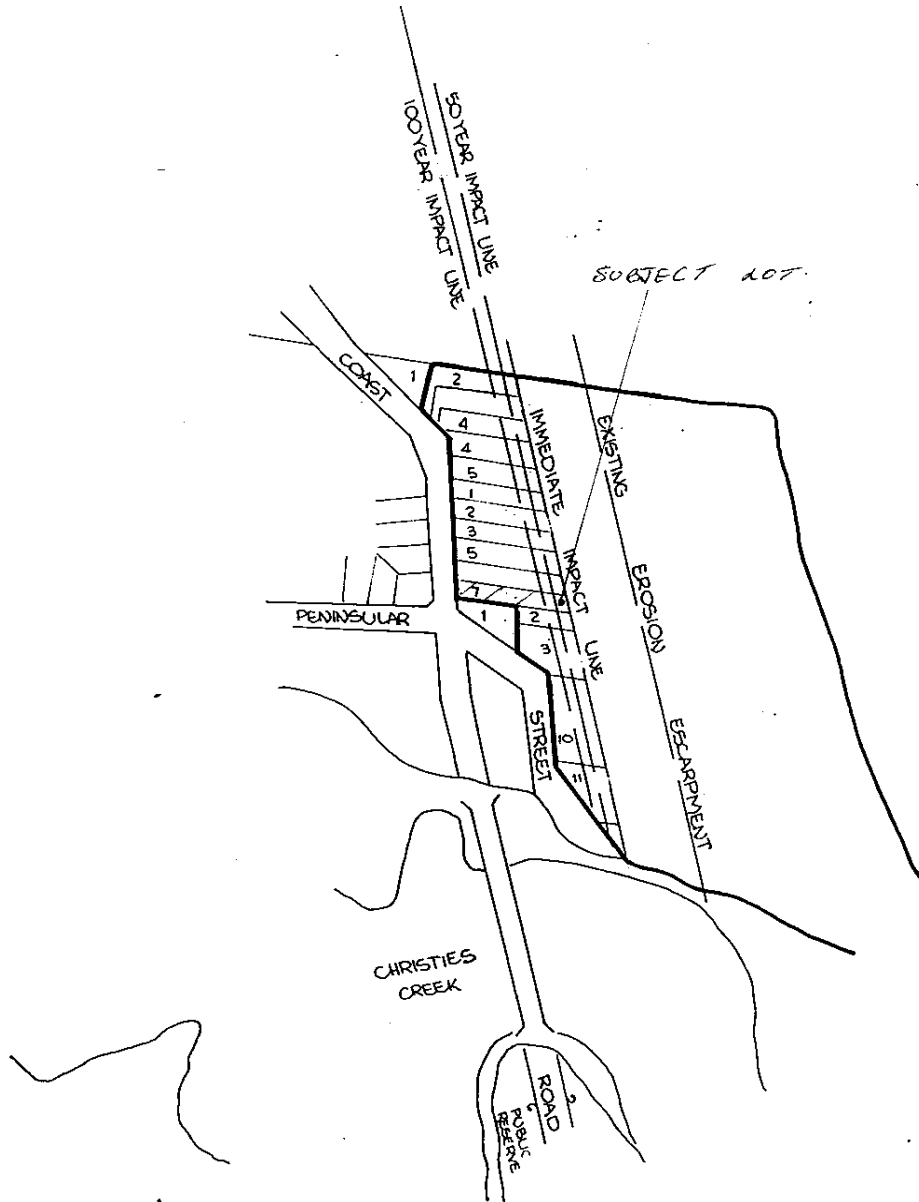 50 YEAR IMPACT LINE
100 YEAR IMPACT LINE
SUBJECT LOT.
COAST
1
2
4
4
5
1
2
3
5
7
IMMEDIATE IMPACT LINE
EXISTING EROSION ESCARPMENT
PENINSULAR
1
2
3
STREET
10
11
CHRISTIES
CREEK
ROAD
PUBLIC
RESERVE
6